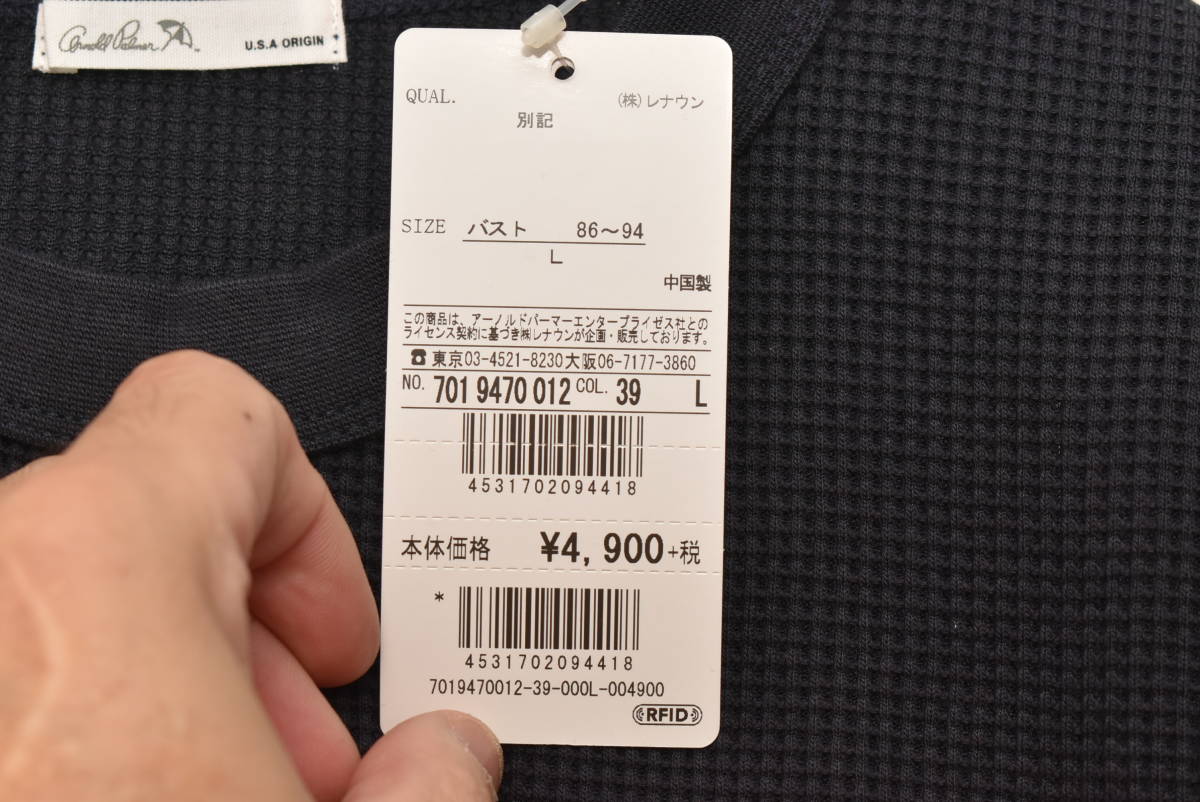 Arnold Palmer
U.S.A ORIGIN
QUAL. (株)レナウン
別記
SIZE バスト 86～94
L
中国製
この商品は、アーノルドパーマーエンタープライゼス社との
ライセンス契約に基づき㈱レナウンが企画・販売しております。
☎東京03-4521-8230大阪06-7177-3860
NO. 701 9470 012 COL. 39 L
4531702094418
本体価格 ¥4,900+税
*
4531702094418
7019470012-39-000L-004900
RFID